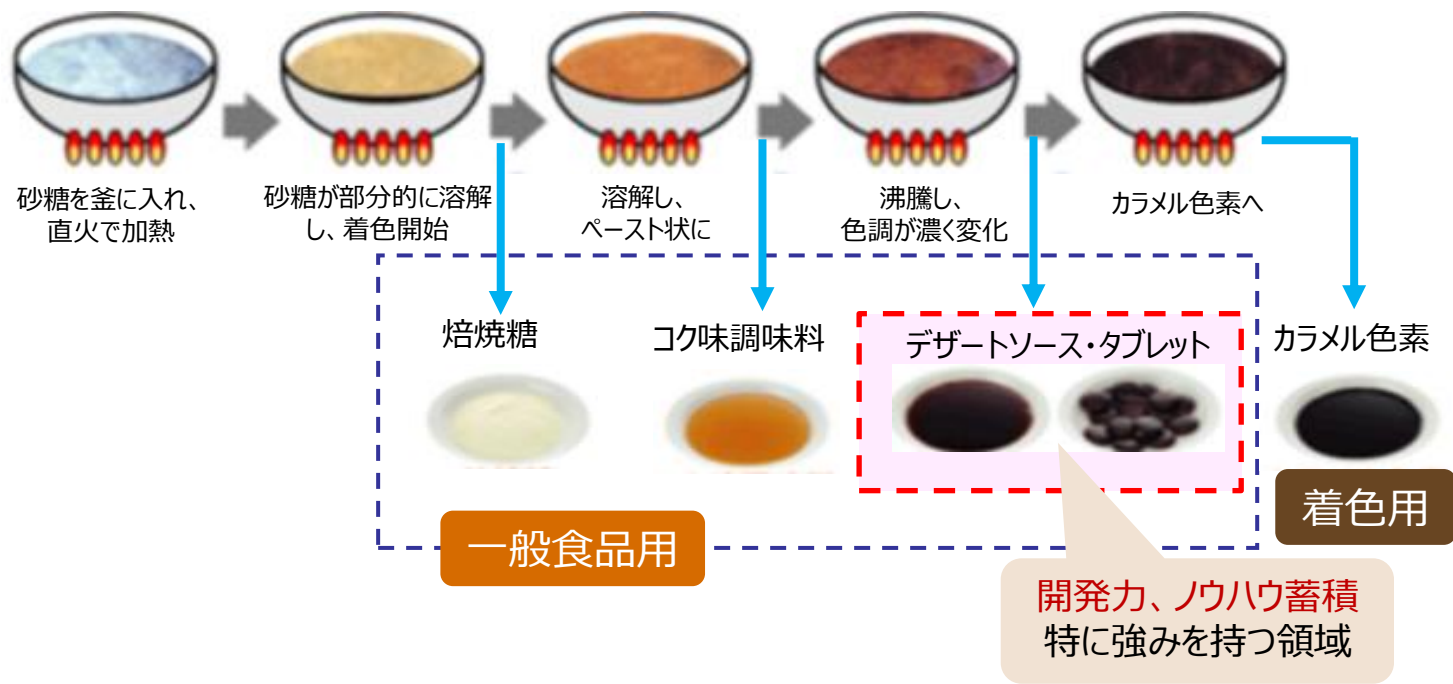 砂糖を釜に入れ、
直火で加熱
砂糖が部分的に溶解
し、着色開始
溶解し、
ペースト状に
沸騰し、
色調が濃く変化
カラメル色素へ
焙焼糖
コク味調味料
デザートソース・タブレット
カラメル色素
一般食品用
着色用
開発力、ノウハウ蓄積
特に強みを持つ領域